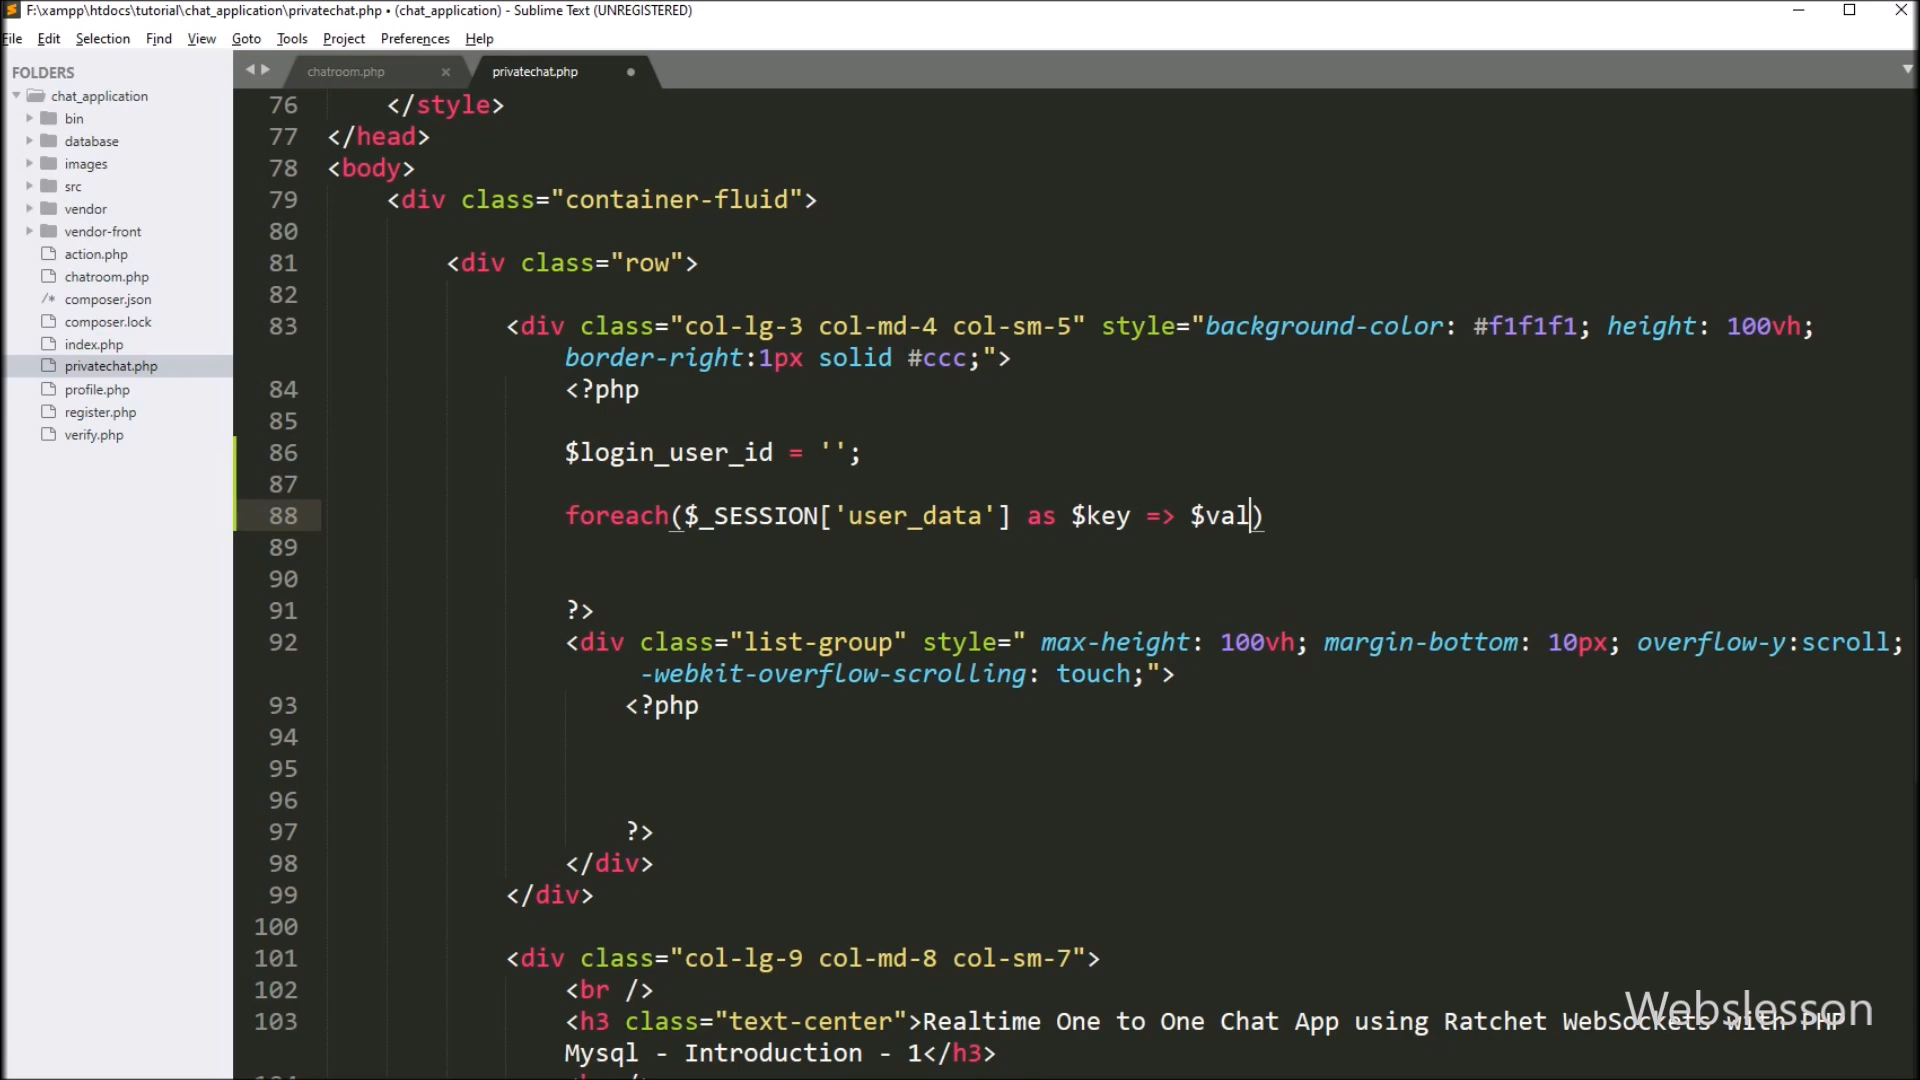 F:\xampp\htdocs\tutorial\chat_application\privatechat.php • (chat_application) - Sublime Text (UNREGISTERED)
File Edit Selection Find View Goto Tools Project Preferences Help
FOLDERS
chat_application
bin
database
images
src
vendor
vendor-front
action.php
chatroom.php
/* composer.json
composer.lock
index.php
privatechat.php
profile.php
register.php
verify.php
chatroom.php × privatechat.php
76 </style>
77 </head>
78 <body>
79 <div class="container-fluid">
80
81 <div class="row">
82
83 <div class="col-lg-3 col-md-4 col-sm-5" style="background-color: #f1f1f1; height: 100vh;
border-right:1px solid #ccc;">
84 <?php
85
86 $login_user_id = '';
87
88 foreach($_SESSION['user_data'] as $key => $val)
89
90
91 ?>
92 <div class="list-group" style=" max-height: 100vh; margin-bottom: 10px; overflow-y:scroll;
-webkit-overflow-scrolling: touch;">
93 <?php
94
95
96
97 ?>
98 </div>
99 </div>
100
101 <div class="col-lg-9 col-md-8 col-sm-7">
102 <br />
103 <h3 class="text-center">Realtime One to One Chat App using Ratchet WebSockets with PHP
Mysql - Introduction - 1</h3>
Webslesson